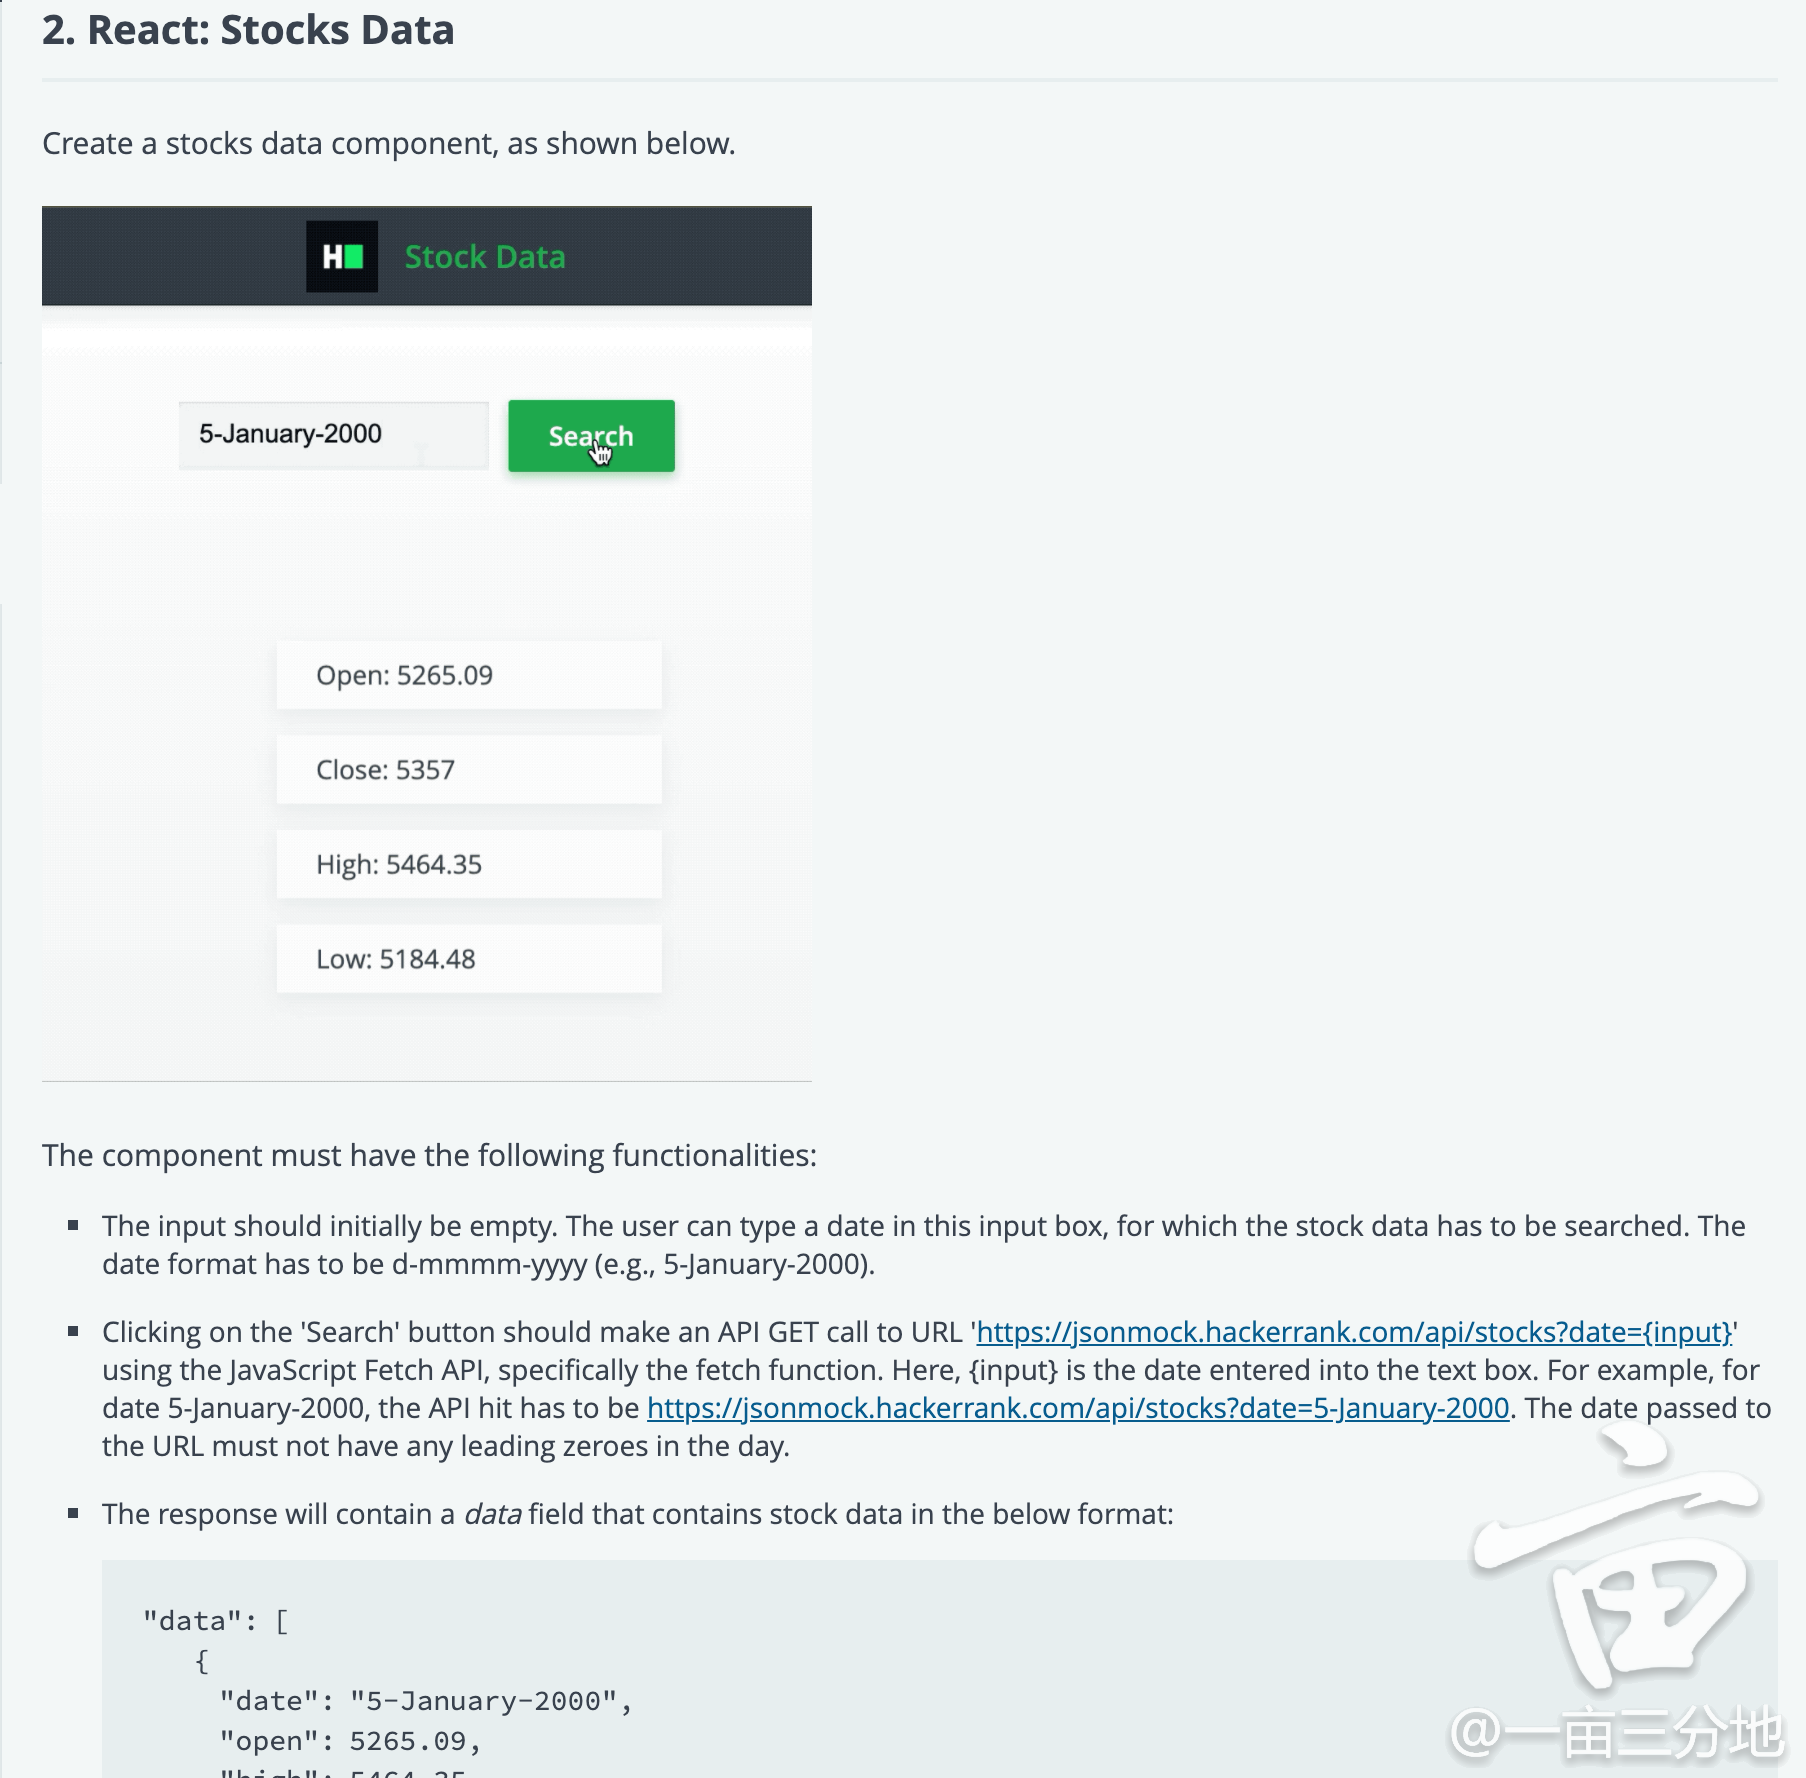 2. React: Stocks Data
Create a stocks data component, as shown below.
H
Stock Data
5-January-2000
Search
Open: 5265.09
Close: 5357
High: 5464.35
Low: 5184.48
The component must have the following functionalities:
▪ The input should initially be empty. The user can type a date in this input box, for which the stock data has to be searched. The
date format has to be d-mmmm-yyyy (e.g., 5-January-2000).
▪ Clicking on the 'Search' button should make an API GET call to URL 'https://jsonmock.hackerrank.com/api/stocks?date={input}'
using the JavaScript Fetch API, specifically the fetch function. Here, {input} is the date entered into the text box. For example, for
date 5-January-2000, the API hit has to be https://jsonmock.hackerrank.com/api/stocks?date=5-January-2000. The date passed to
the URL must not have any leading zeroes in the day.
▪ The response will contain a data field that contains stock data in the below format:
"data": [
{
"date": "5-January-2000",
"open": 5265.09,
"high": 5464.35
亩
@一亩三分地